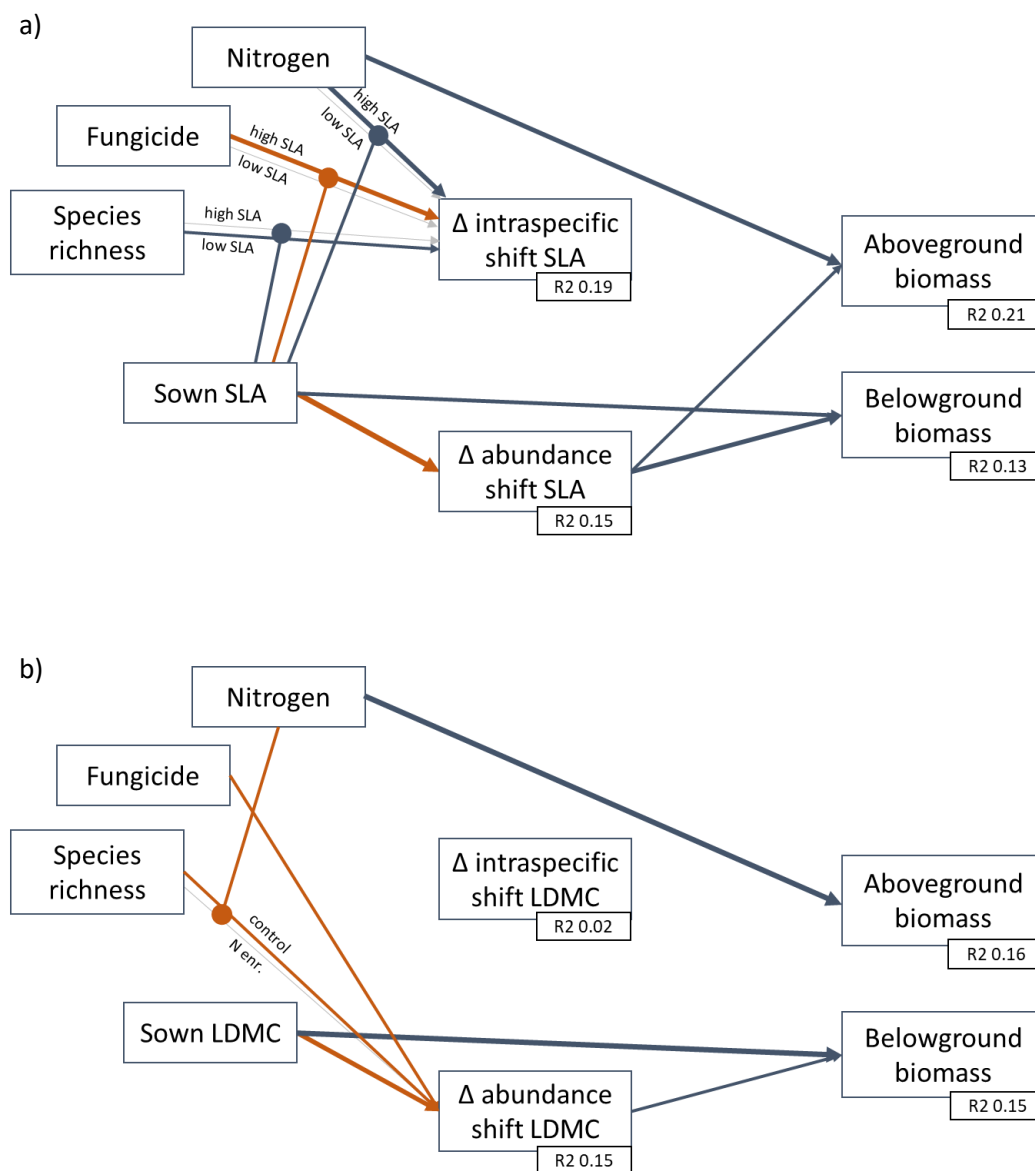 a)
Nitrogen
high SLA
low SLA
Fungicide
high SLA
low SLA
Species
richness
high SLA
low SLA
Δ intraspecific
shift SLA
R2 0.19
Aboveground
biomass
R2 0.21
Sown SLA
Belowground
biomass
R2 0.13
Δ abundance
shift SLA
R2 0.15
b)
Nitrogen
Fungicide
Species
richness
control
N enr.
Δ intraspecific
shift LDMC
R2 0.02
Aboveground
biomass
R2 0.16
Sown LDMC
Belowground
biomass
R2 0.15
Δ abundance
shift LDMC
R2 0.15